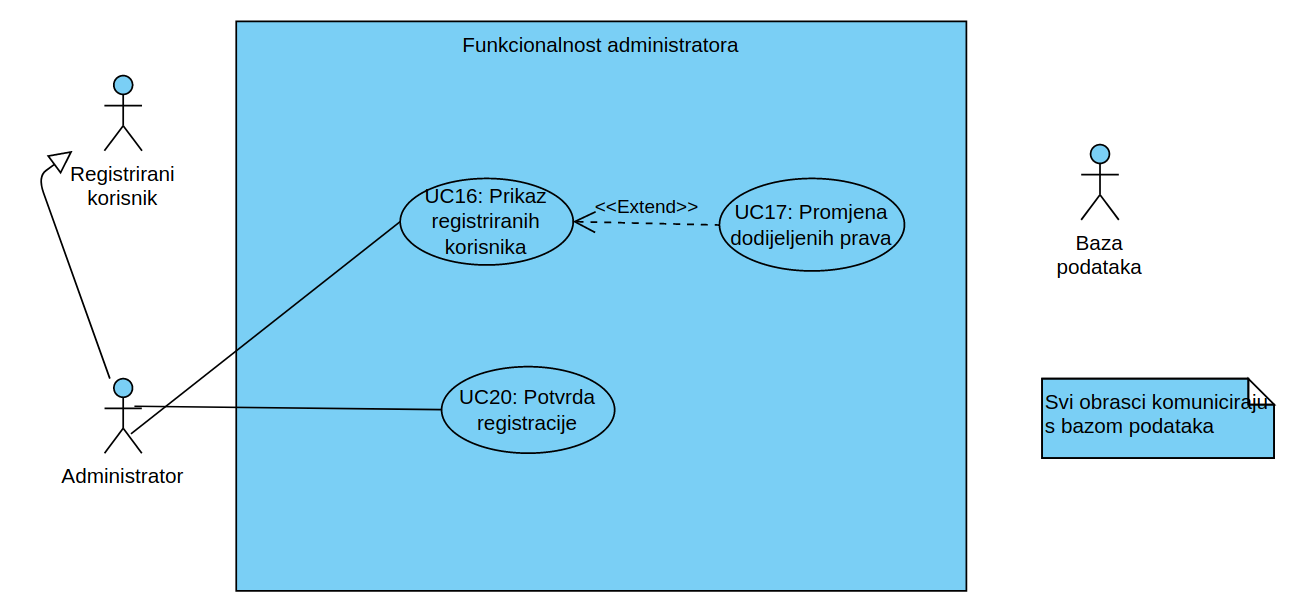 Funkcionalnost administratora
Registrirani
korisnik
UC16: Prikaz
registriranih
korisnika
<<Extend>>
UC17: Promjena
dodijeljenih prava
Baza
podataka
UC20: Potvrda
registracije
Svi obrasci komuniciraju
s bazom podataka
Administrator